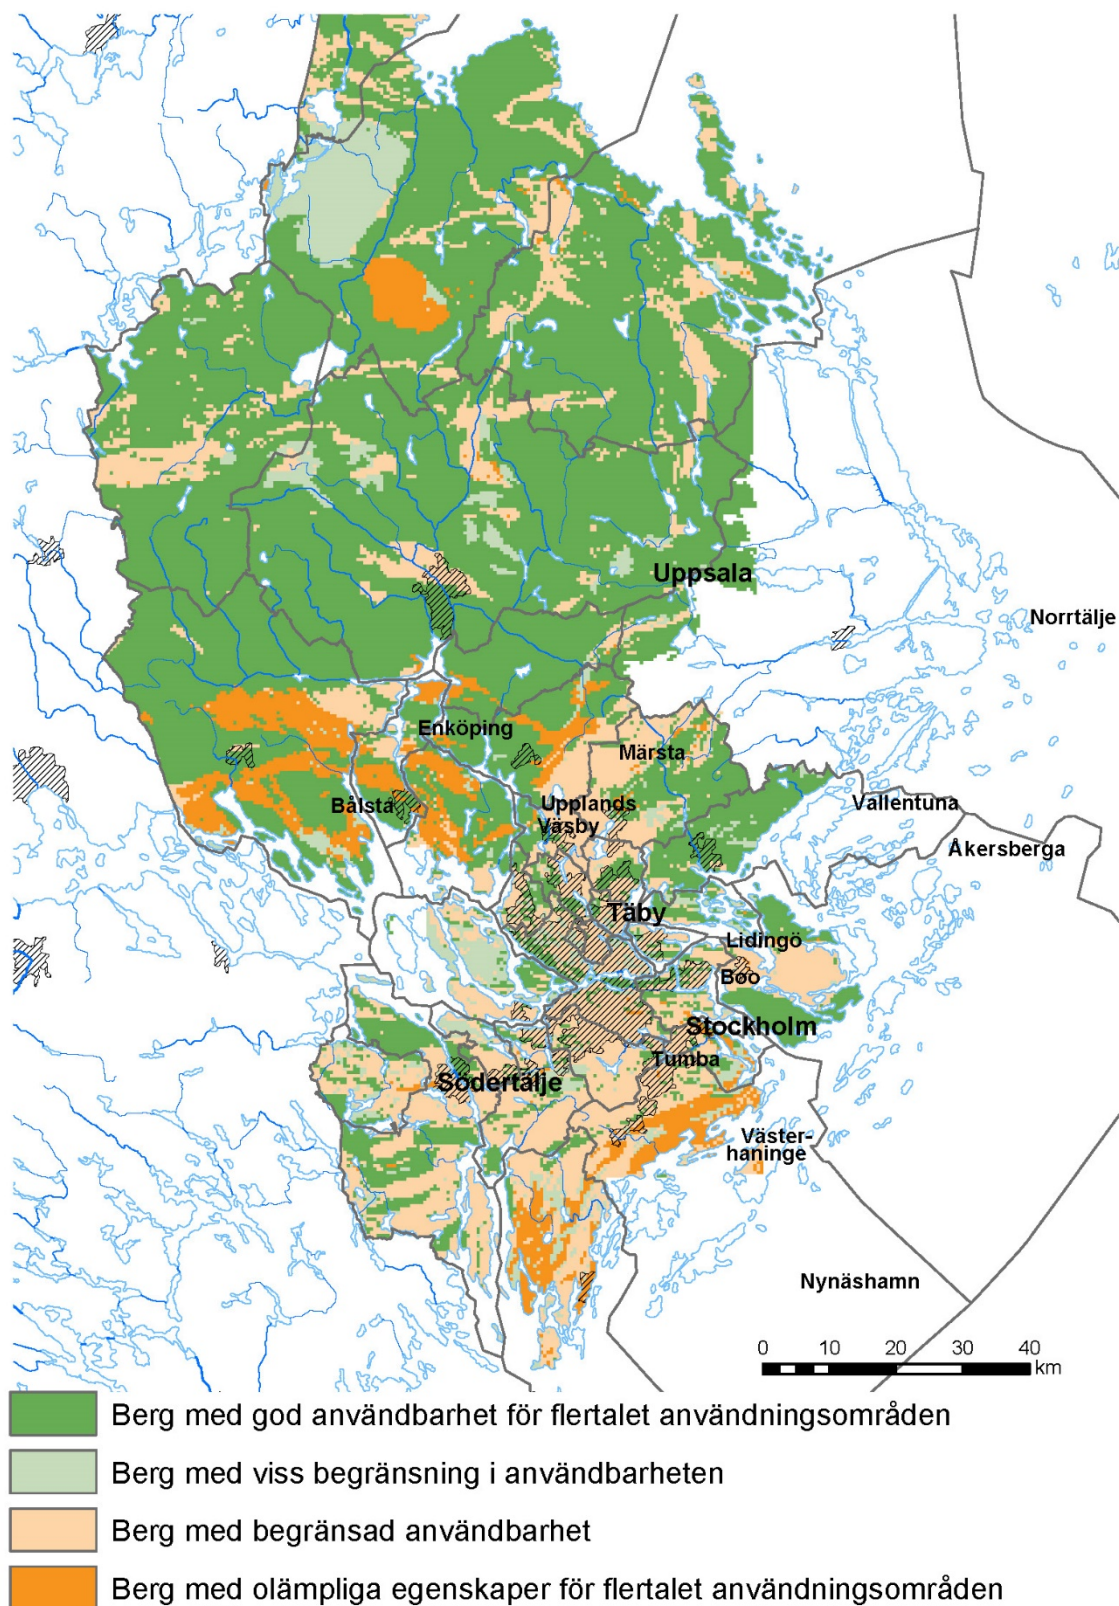 Uppsala
Norrtälje
Enköping
Märsta
Bålsta
Upplands
Väsby
Vallentuna
Åkersberga
Täby
Lidingö
Boo
Stockholm
Tumba
Södertälje
Väster-
haninge
Nynäshamn
0 10 20 30 40
km
Berg med god användbarhet för flertalet användningsområden
Berg med viss begränsning i användbarheten
Berg med begränsad användbarhet
Berg med olämpliga egenskaper för flertalet användningsområden